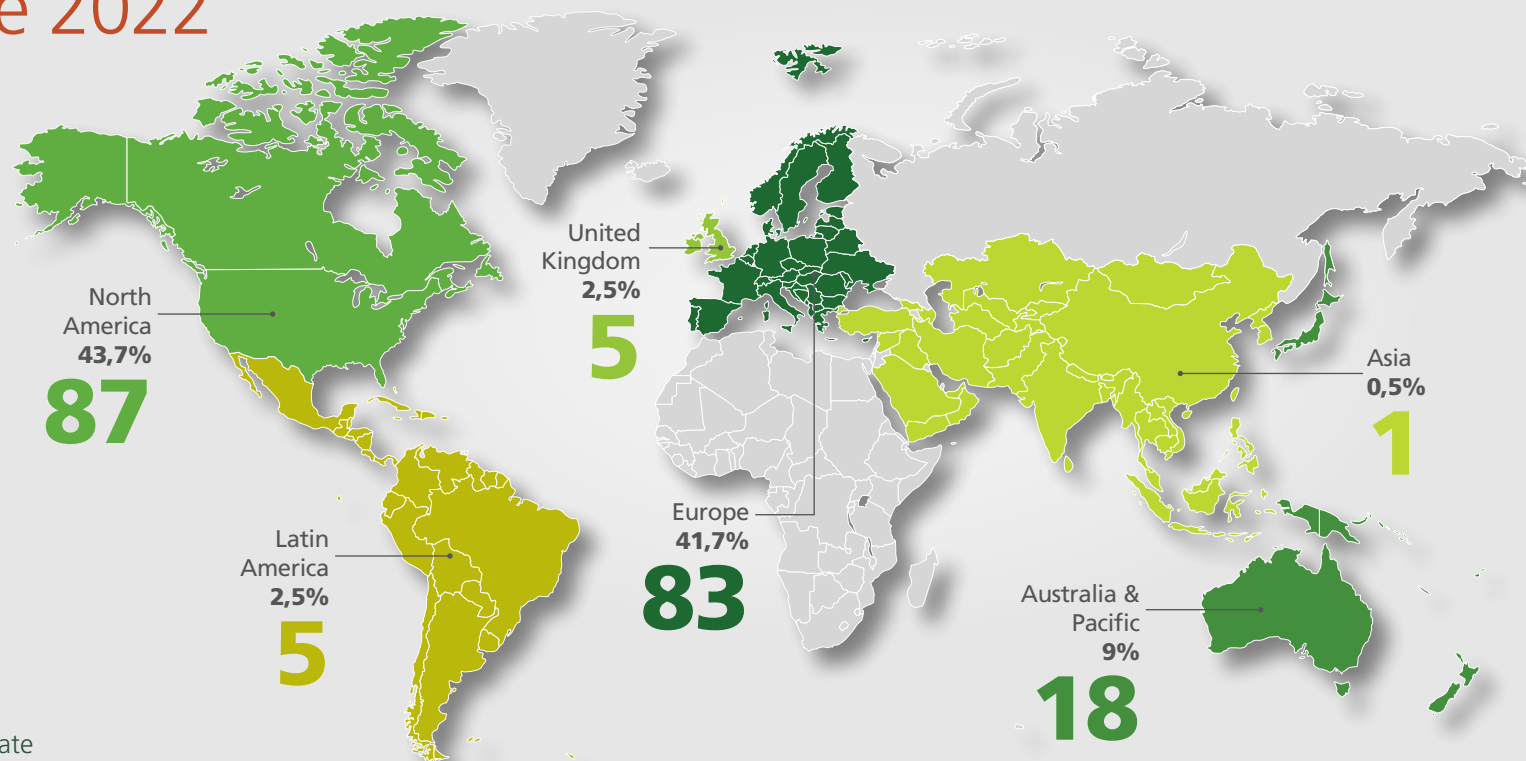 2022
United
Kingdom
2,5%
5
North
America
43,7%
87
Asia
0,5%
1
Europe
41,7%
83
Latin
America
2,5%
5
Australia &
Pacific
9%
18